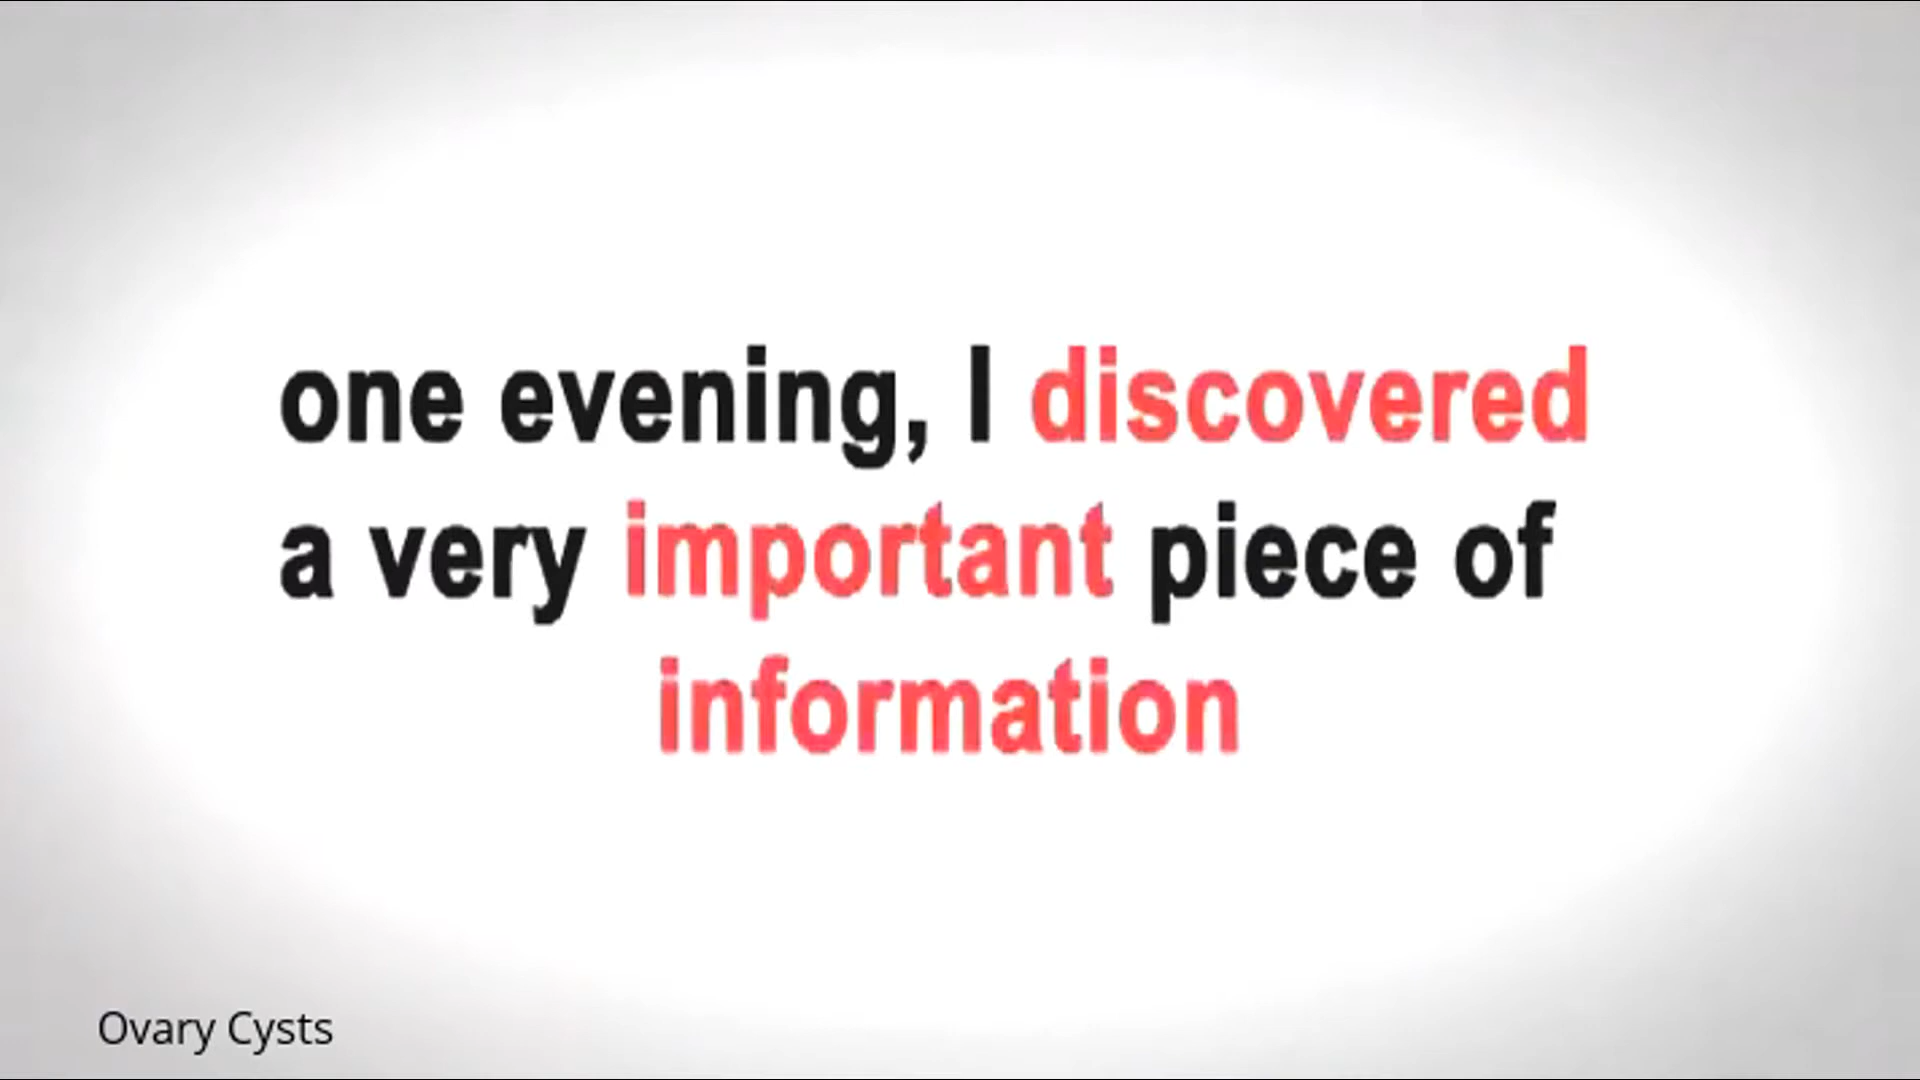 one evening, I discovered
a very important piece of
information
Ovary Cysts